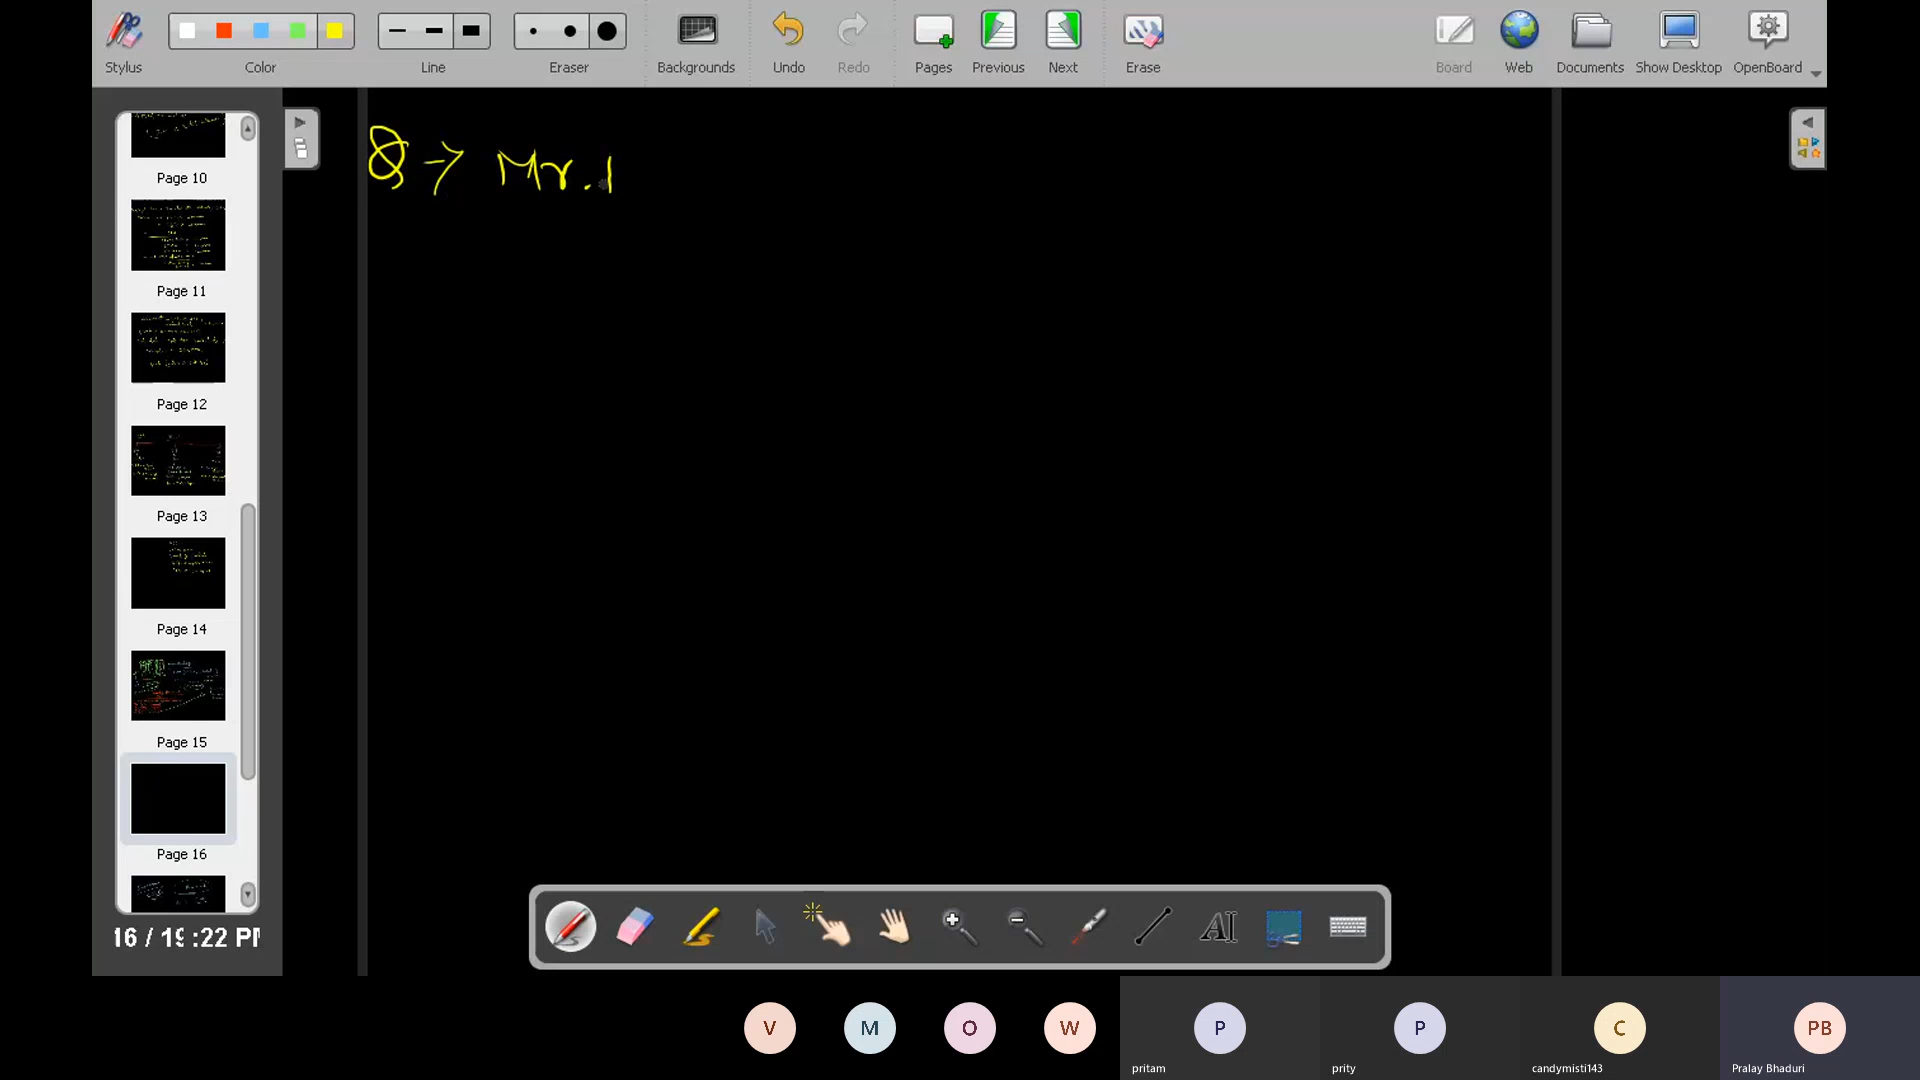 Stylus Color Line Eraser Backgrounds Undo Redo Pages Previous Next Erase Board Web Documents Show Desktop OpenBoard
Q → Mr.
Page 10
Page 11
Page 12
Page 13
Page 14
Page 15
Page 16
V M O W P P C PB
pritam prity candymisti143 Pralay Bhaduri